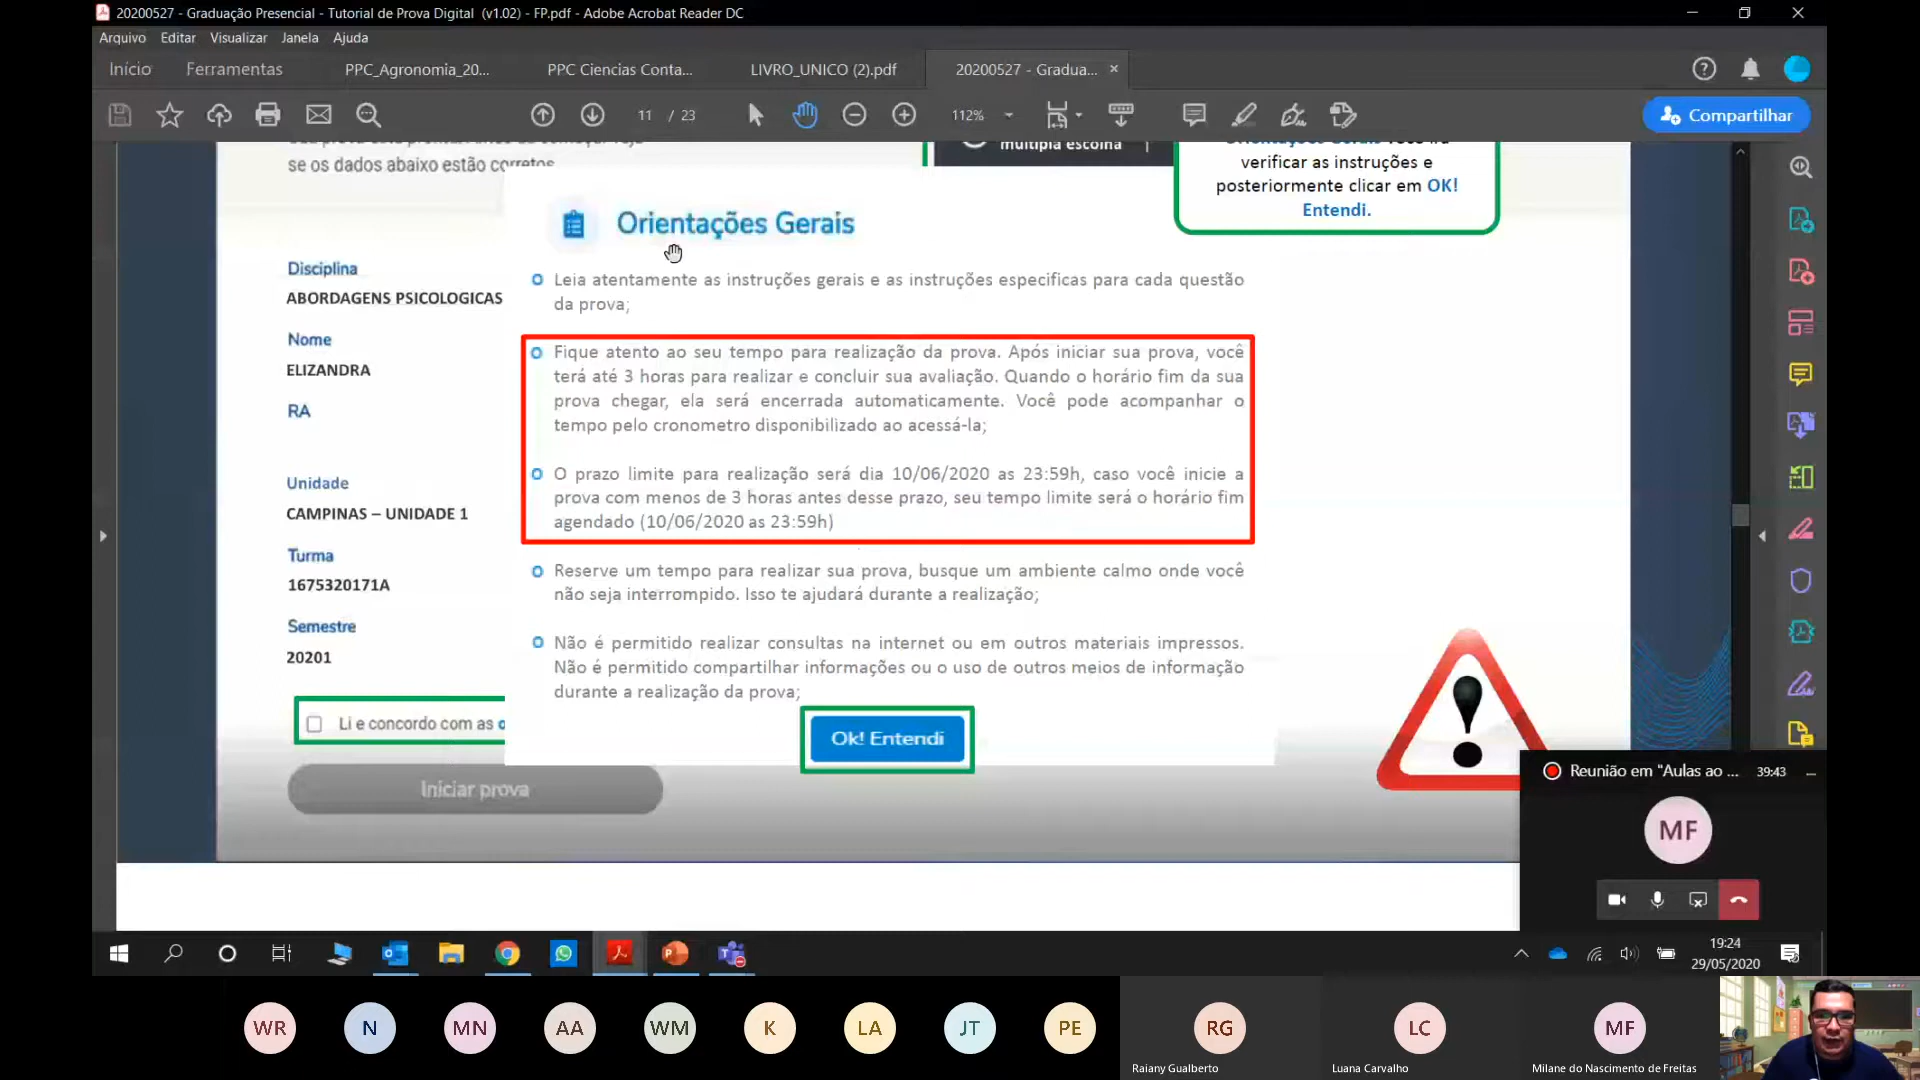 20200527 - Graduação Presencial - Tutorial de Prova Digital (v1.02) - FP.pdf - Adobe Acrobat Reader DC
Arquivo Editar Visualizar Janela Ajuda
Início Ferramentas PPC_Agronomia_20... PPC Ciencias Conta... LIVRO_UNICO (2).pdf 20200527 - Gradua... ×
11 / 23 112% Compartilhar
se os dados abaixo estão corretos
múltipla escolha
verificar as instruções e
posteriormente clicar em OK!
Entendi.
Orientações Gerais
Disciplina
ABORDAGENS PSICOLOGICAS
Nome
ELIZANDRA
RA
Unidade
CAMPINAS – UNIDADE 1
Turma
1675320171A
Semestre
20201
Li e concordo com as o
Iniciar prova
Leia atentamente as instruções gerais e as instruções especificas para cada questão
da prova;
Fique atento ao seu tempo para realização da prova. Após iniciar sua prova, você
terá até 3 horas para realizar e concluir sua avaliação. Quando o horário fim da sua
prova chegar, ela será encerrada automaticamente. Você pode acompanhar o
tempo pelo cronometro disponibilizado ao acessá-la;
O prazo limite para realização será dia 10/06/2020 as 23:59h, caso você inicie a
prova com menos de 3 horas antes desse prazo, seu tempo limite será o horário fim
agendado (10/06/2020 as 23:59h)
Reserve um tempo para realizar sua prova, busque um ambiente calmo onde você
não seja interrompido. Isso te ajudará durante a realização;
Não é permitido realizar consultas na internet ou em outros materiais impressos.
Não é permitido compartilhar informações ou o uso de outros meios de informação
durante a realização da prova;
Ok! Entendi
Reunião em "Aulas ao ... 39:43
MF
19:24
29/05/2020
WR N MN AA WM K LA JT PE RG LC MF
Raiany Gualberto Luana Carvalho Milane do Nascimento de Freitas